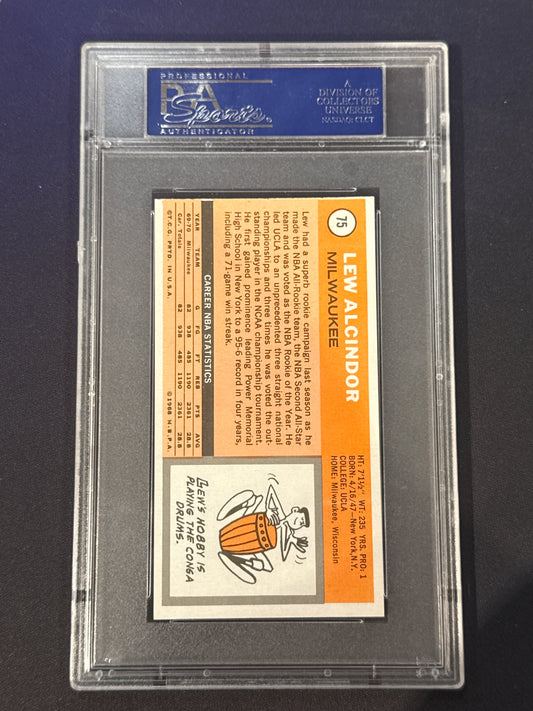 PROFESSIONAL
PSA
Sports
AUTHENTICATOR
A
DIVISION OF
COLLECTORS
UNIVERSE
NASDAQ: CLCT
75
LEW ALCINDOR
MILWAUKEE
HT: 7'1½" WT: 235 YRS. PRO: 1
BORN: 4/16/47—New York, N.Y.
COLLEGE: UCLA
HOME: Milwaukee, Wisconsin
Lew had a superb rookie campaign last season as he
made the NBA All-Rookie team, the NBA Second All-Star
team and was voted as the NBA Rookie of the Year. He
led UCLA to an unprecedented three straight national
championships and three times he was voted the out-
standing player in the NCAA championship tournament.
He first gained prominence leading Power Memorial
High School in New York to a 95-6 record in four years,
including a 71-game win streak.
CAREER NBA STATISTICS
YEAR TEAM G FG FT REB PTS AVG
69-70 Milwaukee 82 938 485 1190 2361 28.8
Car. Totals 82 938 485 1190 2361 28.8
©T.C.G. PRTD. IN U.S.A. ©1968 N.B.P.A.
LEW'S HOBBY IS
PLAYING THE CONGA
DRUMS.